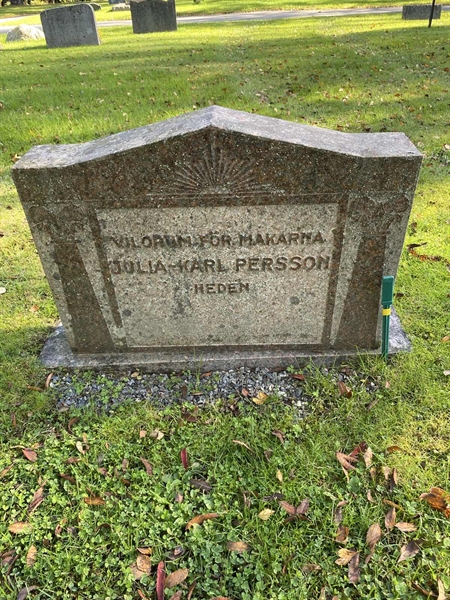 VILORUM FÖR MAKARNA
JULIA-KARL PERSSON
HEDEN